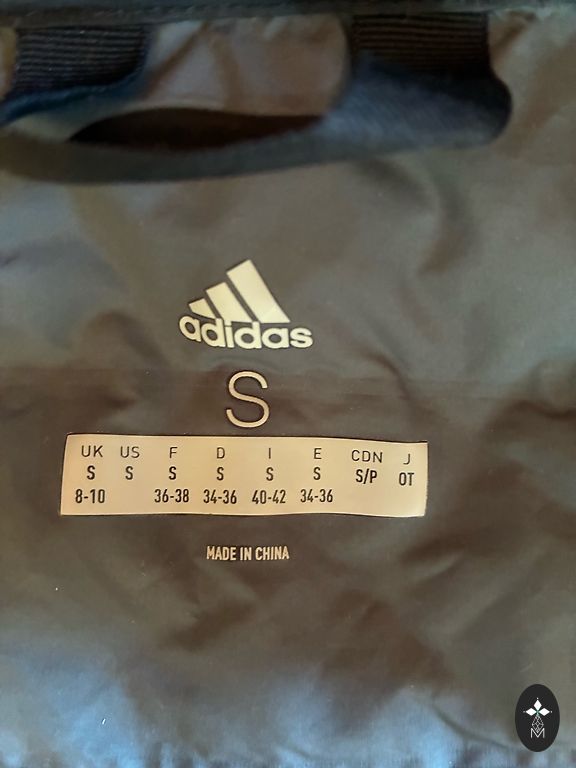 adidas
S
UK US F D I E CDN J
S S S S S S S/P OT
8-10 36-38 34-36 40-42 34-36
MADE IN CHINA
M